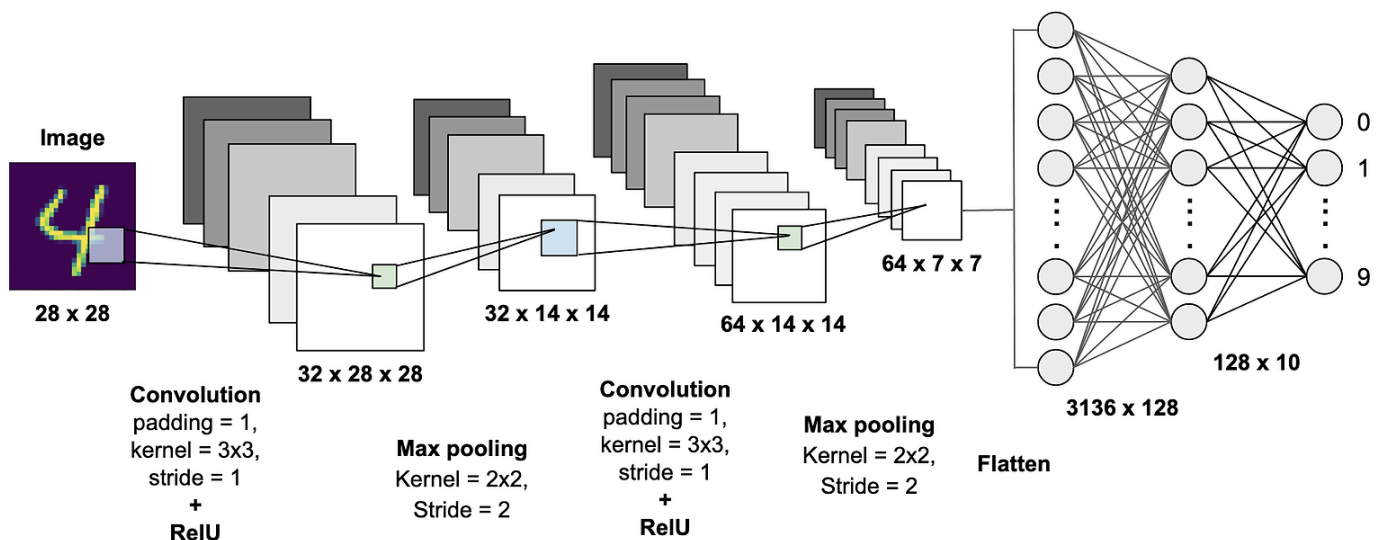 Image
28 x 28
32 x 28 x 28
32 x 14 x 14
64 x 14 x 14
64 x 7 x 7
3136 x 128
128 x 10
0
1
9
Convolution
padding = 1,
kernel = 3x3,
stride = 1
+
RelU
Max pooling
Kernel = 2x2,
Stride = 2
Convolution
padding = 1,
kernel = 3x3,
stride = 1
+
RelU
Max pooling
Kernel = 2x2,
Stride = 2
Flatten